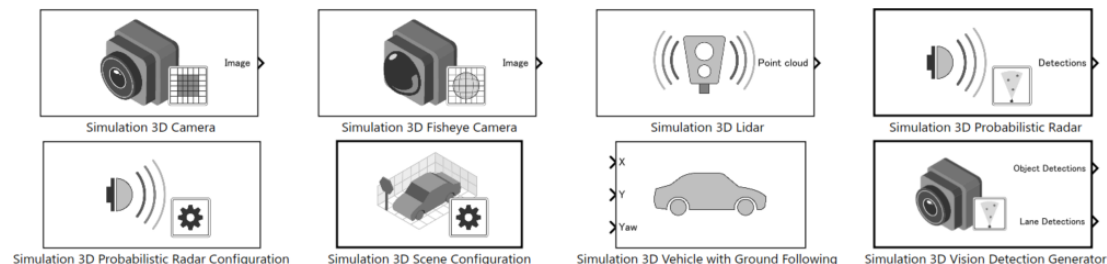 Image
Image
Point cloud
Detections
Simulation 3D Camera
Simulation 3D Fisheye Camera
Simulation 3D Lidar
Simulation 3D Probabilistic Radar
X
Y
Yaw
Object Detections
Lane Detections
Simulation 3D Probabilistic Radar Configuration
Simulation 3D Scene Configuration
Simulation 3D Vehicle with Ground Following
Simulation 3D Vision Detection Generator